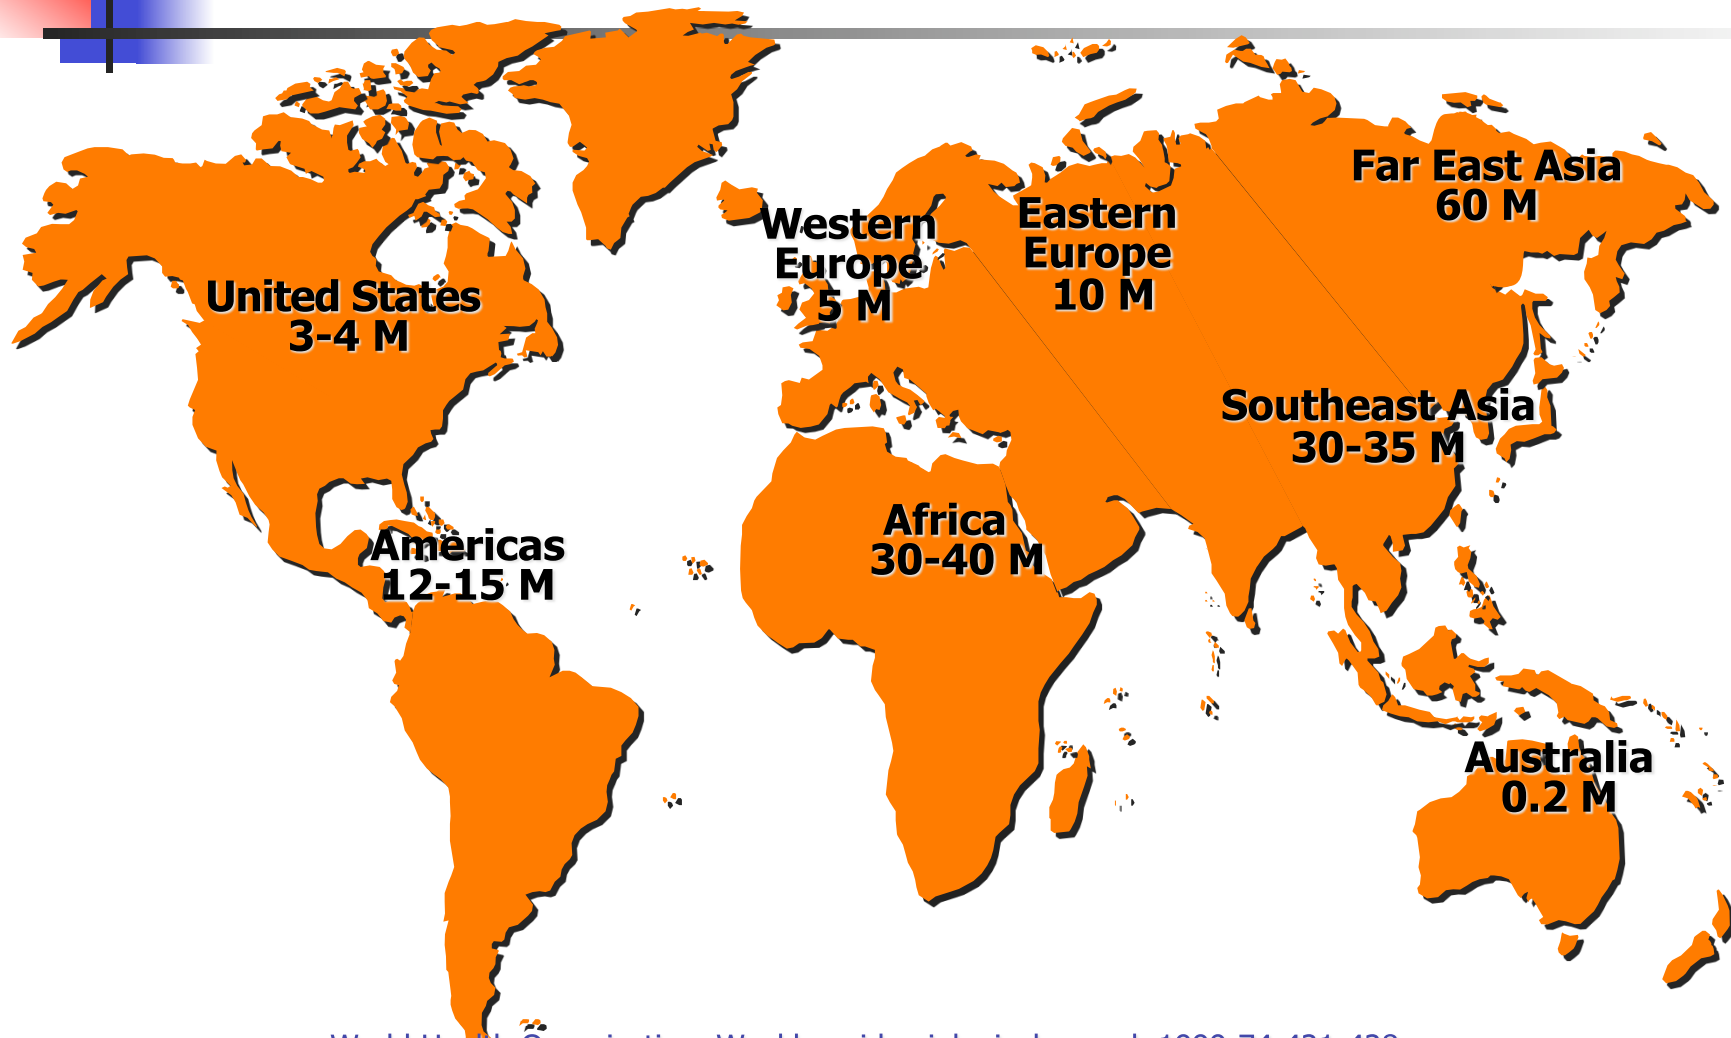 Far East Asia
60 M
Western
Europe
5 M
Eastern
Europe
10 M
United States
3-4 M
Southeast Asia
30-35 M
Africa
30-40 M
Americas
12-15 M
Australia
0.2 M